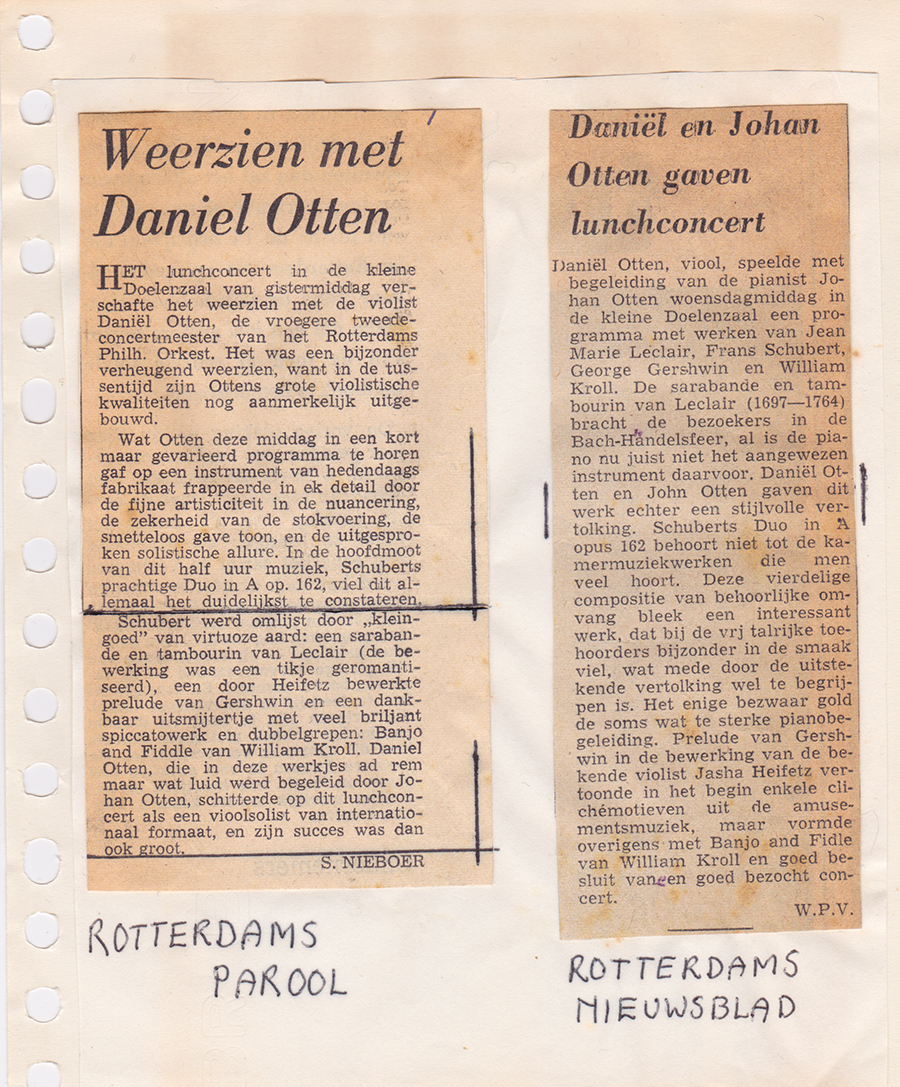 Weerzien met
Daniel Otten
HET lunchconcert in de kleine
Doelenzaal van gistermiddag ver-
schafte het weerzien met de violist
Daniël Otten, de vroegere tweede-
concertmeester van het Rotterdams
Philh. Orkest. Het was een bijzonder
verheugend weerzien, want in de tus-
sentijd zijn Ottens grote violistische
kwaliteiten nog aanmerkelijk uitge-
bouwd.
Wat Otten deze middag in een kort
maar gevarieerd programma te horen
gaf op een instrument van hedendaags
fabrikaat frappeerde in ek detail door
de fijne artisticiteit in de nuancering,
de zekerheid van de stokvoering, de
smetteloos gave toon, en de uitgespro-
ken solistische allure. In de hoofdmoot
van dit half uur muziek, Schuberts
prachtige Duo in A op. 162, viel dit al-
lemaal het duidelijkst te constateren.
Schubert werd omlijst door „klein-
goed” van virtuoze aard: een saraban-
de en tambourin van Leclair (de be-
werking was een tikje geromanti-
seerd), een door Heifetz bewerkte
prelude van Gershwin en een dank-
baar uitsmijtertje met veel briljant
spiccatowerk en dubbelgrepen: Banjo
and Fiddle van William Kroll. Daniel
Otten, die in deze werkjes ad rem
maar wat luid werd begeleid door Jo-
han Otten, schitterde op dit lunchcon-
cert als een vioolsolist van internatio-
naal formaat, en zijn succes was dan
ook groot.
S. NIEBOER
ROTTERDAMS
PAROOL
Daniël en Johan
Otten gaven
lunchconcert
Daniël Otten, viool, speelde met
begeleiding van de pianist Jo-
han Otten woensdagmiddag in
de kleine Doelenzaal een pro-
gramma met werken van Jean
Marie Leclair, Frans Schubert,
George Gershwin en William
Kroll. De sarabande en tam-
bourin van Leclair (1697—1764)
bracht de bezoekers in de
Bach-Händelsfeer, al is de pia-
no nu juist niet het aangewezen
instrument daarvoor. Daniël Ot-
ten en John Otten gaven dit
werk echter een stijlvolle ver-
tolking. Schuberts Duo in A
opus 162 behoort niet tot de ka-
mermuziekwerken die men
veel hoort. Deze vierdelige
compositie van behoorlijke om-
vang bleek een interessant
werk, dat bij de vrj talrijke toe-
hoorders bijzonder in de smaak
viel, wat mede door de uitste-
kende vertolking wel te begrij-
pen is. Het enige bezwaar gold
de soms wat te sterke pianobe-
geleiding. Prelude van Gersh-
win in de bewerking van de be-
kende violist Jasha Heifetz ver-
toonde in het begin enkele cli-
chémotieven uit de amuse-
mentsmuziek, maar vormde
overigens met Banjo and Fidle
van William Kroll en goed be-
sluit van en goed bezocht con-
cert.
W.P.V.
ROTTERDAMS
NIEUWSBLAD